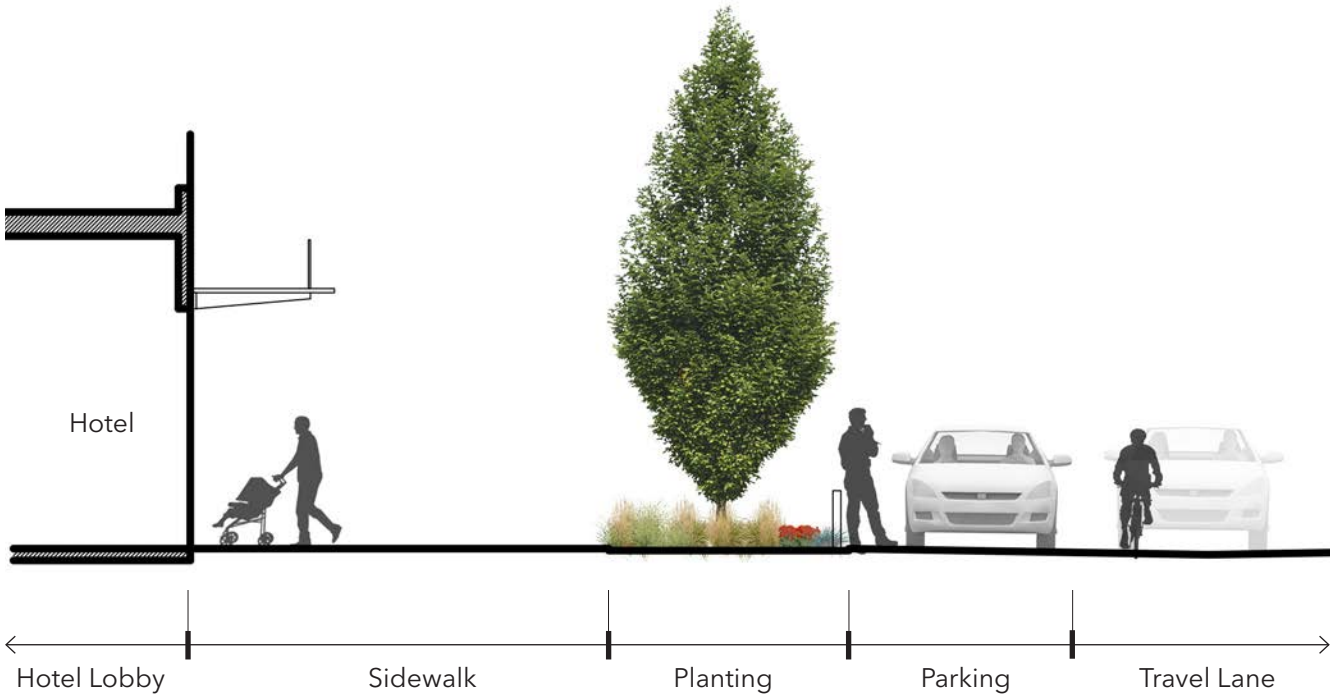 Hotel
Hotel Lobby
Sidewalk
Planting
Parking
Travel Lane